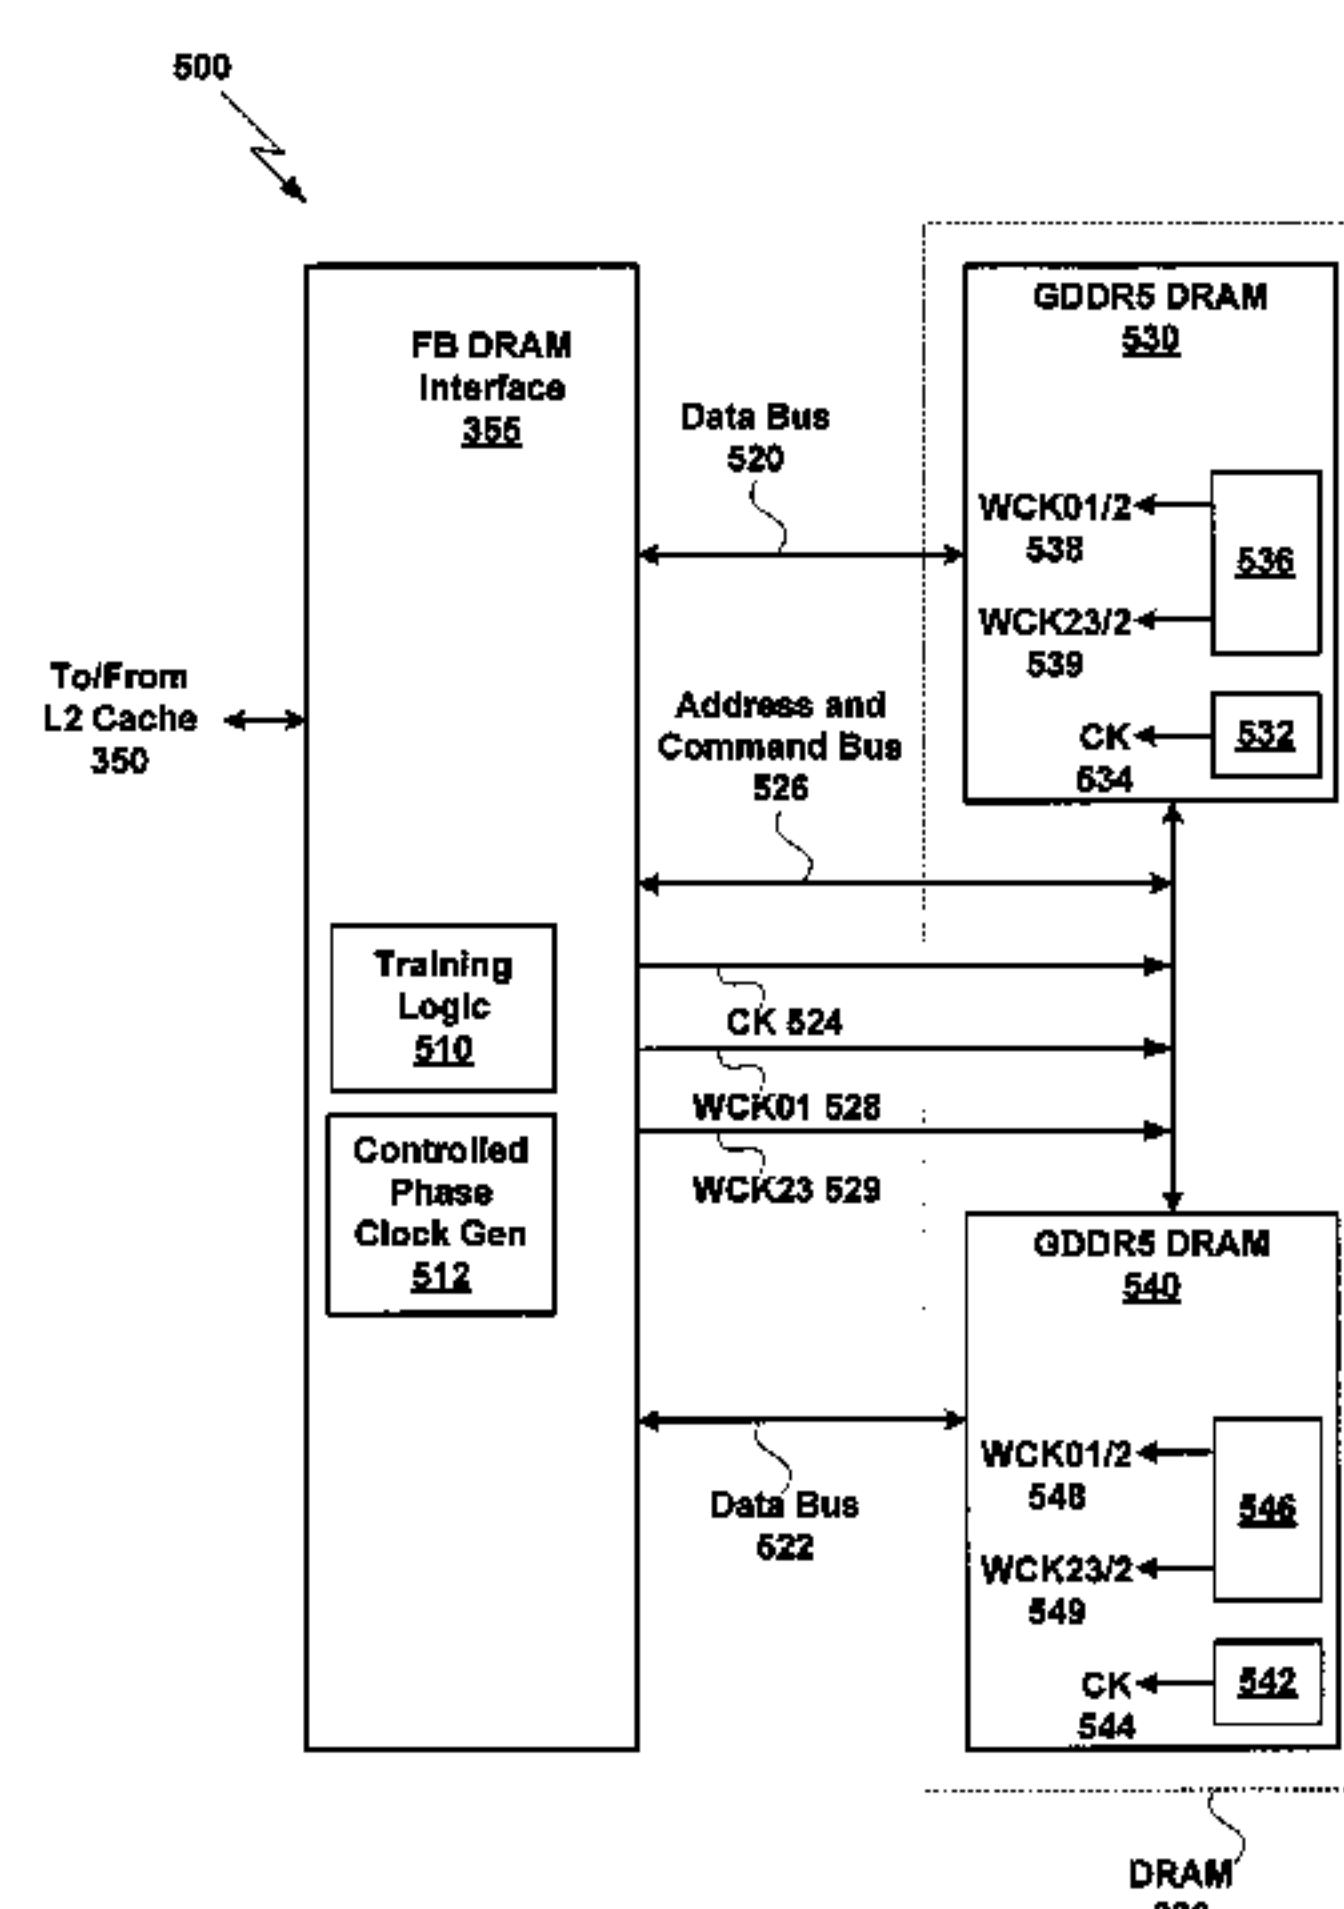 500
FB DRAM
Interface
355
To/From
L2 Cache
350
Training
Logic
510
Controlled
Phase
Clock Gen
512
Data Bus
520
Address and
Command Bus
526
CK 524
WCK01 528
WCK23 529
Data Bus
522
GDDR5 DRAM
530
WCK01/2
538
536
WCK23/2
539
CK
534
532
GDDR5 DRAM
540
WCK01/2
548
546
WCK23/2
549
CK
544
542
DRAM